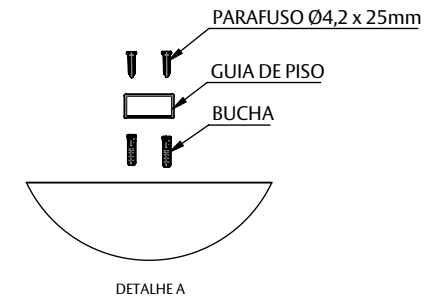 PARAFUSO Ø4,2 x 25mm
GUIA DE PISO
BUCHA
DETALHE A